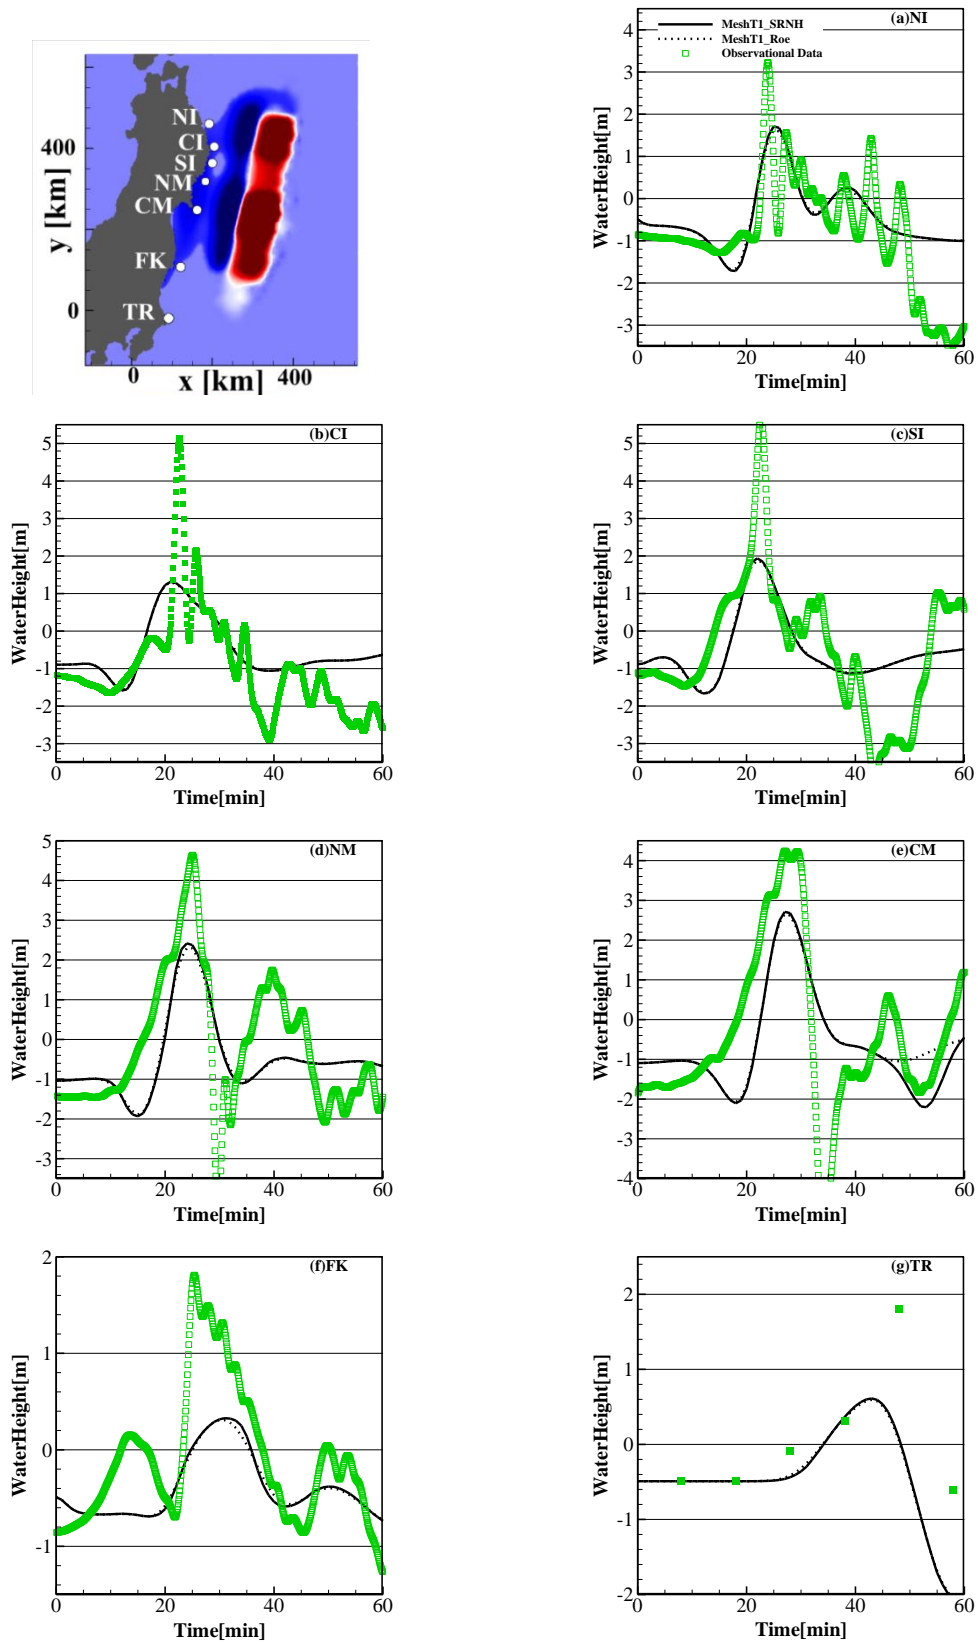 NI
CI
SI
NM
CM
FK
TR
400
0
y [km]
0
400
x [km]
(a)NI
MeshT1_SRNH
MeshT1_Roe
Observational Data
4
3
2
1
0
-1
-2
-3
WaterHeight[m]
0
20
40
60
Time[min]
(b)CI
5
4
3
2
1
0
-1
-2
-3
WaterHeight[m]
0
20
40
60
Time[min]
(c)SI
5
4
3
2
1
0
-1
-2
-3
WaterHeight[m]
0
20
40
60
Time[min]
(d)NM
5
4
3
2
1
0
-1
-2
-3
WaterHeight[m]
0
20
40
60
Time[min]
(e)CM
4
3
2
1
0
-1
-2
-3
-4
WaterHeight[m]
0
20
40
60
Time[min]
(f)FK
2
1
0
-1
WaterHeight[m]
0
20
40
60
Time[min]
(g)TR
2
1
0
-1
-2
WaterHeight[m]
0
20
40
60
Time[min]